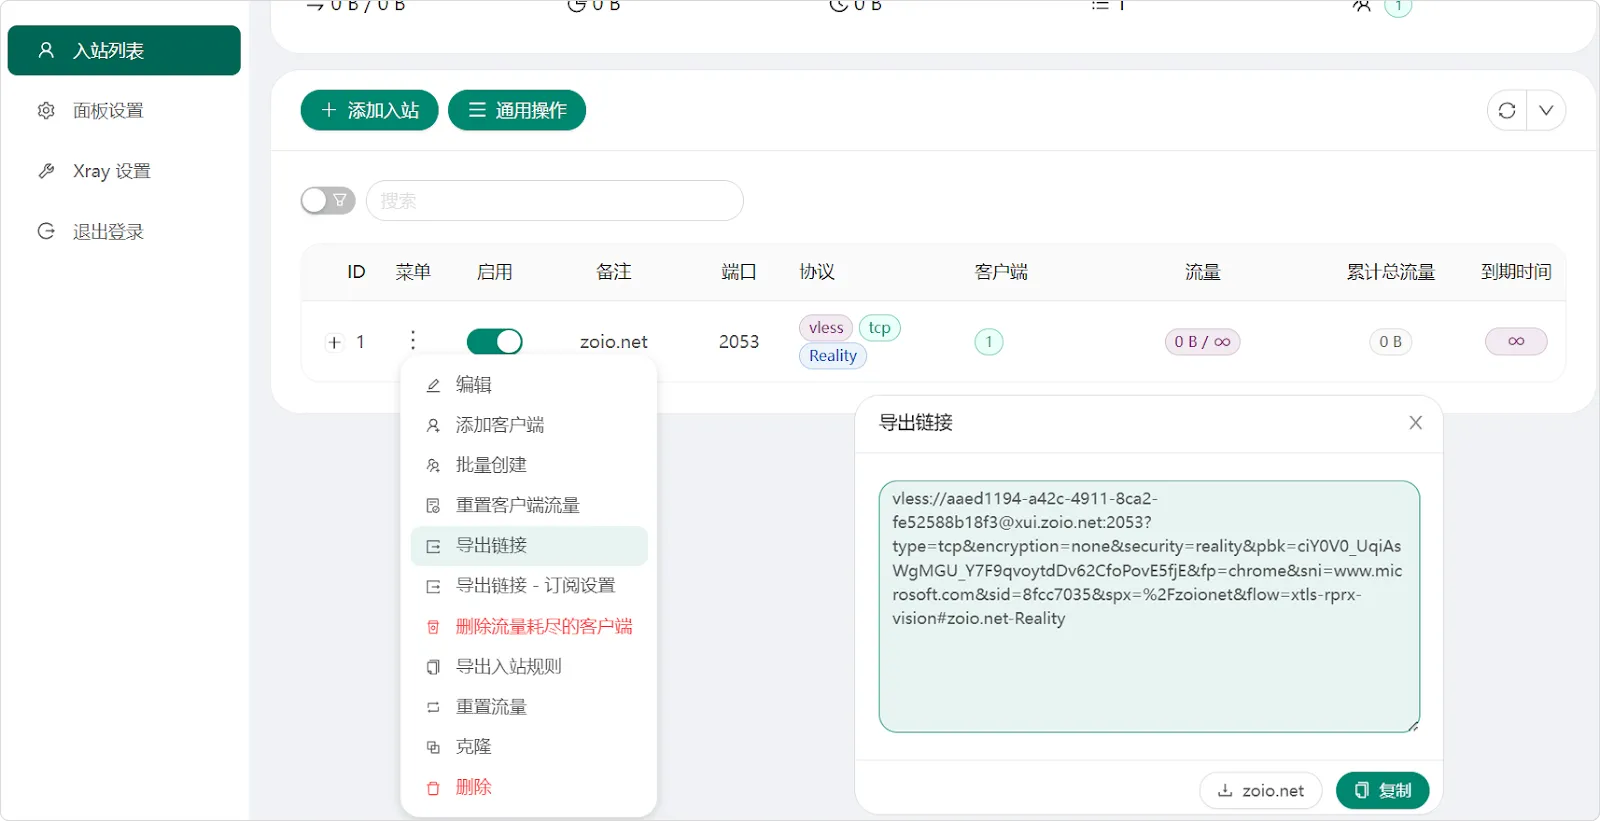 0 B / 0 B
0 B
0 B
1
1
入站列表
面板设置
Xray 设置
退出登录
添加入站
通用操作
搜索
ID 菜单 启用 备注 端口 协议 客户端 流量 累计总流量 到期时间
1 zoio.net 2053 vless tcp 1 0 B / ∞ 0 B ∞
Reality
编辑
添加客户端
批量创建
重置客户端流量
导出链接
导出链接 - 订阅设置
删除流量耗尽的客户端
导出入站规则
重置流量
克隆
删除
导出链接
vless://aaed1194-a42c-4911-8ca2-
fe52588b18f3@xui.zoio.net:2053?
type=tcp&encryption=none&security=reality&pbk=ciY0V0_UqiAs
WgMGU_Y7F9qvoytdDv62CfoPovE5fjE&fp=chrome&sni=www.mic
rosoft.com&sid=8fcc7035&spx=%2Fzoionet&flow=xtls-rprx-
vision#zoio.net-Reality
zoio.net
复制